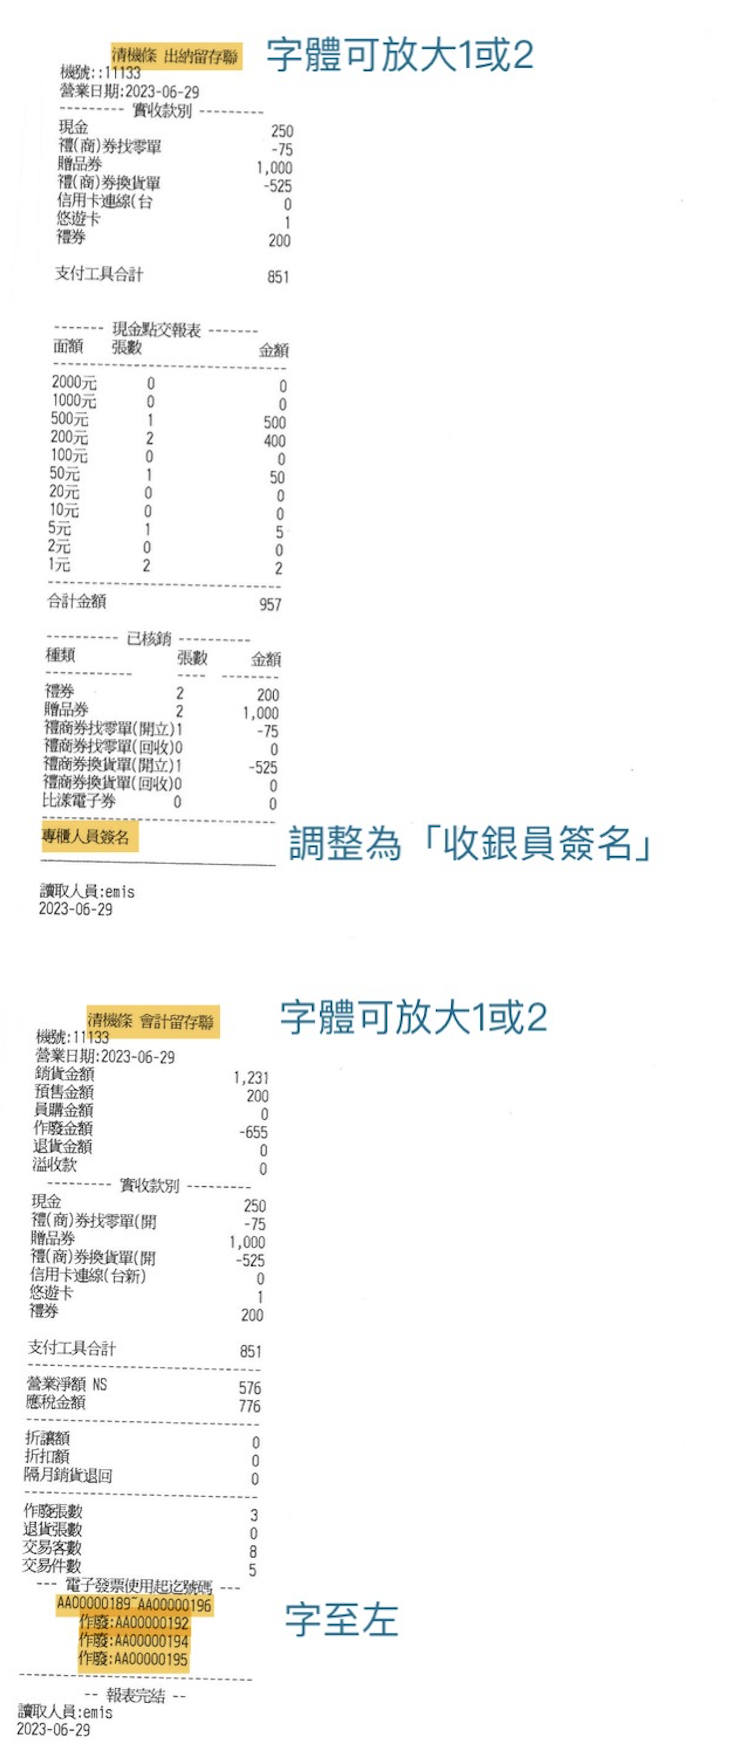 清機條 出納留存聯 字體可放大1或2
機號::11133
營業日期:2023-06-29
--------- 實收款別 ---------
現金 250
禮(商)券找零單 -75
贈品券 1,000
禮(商)券換貨單 -525
信用卡連線(台 0
悠遊卡 1
禮券 200
支付工具合計 851
------- 現金點交報表 -------
面額 張數 金額
2000元 0 0
1000元 0 0
500元 1 500
200元 2 400
100元 0 0
50元 1 50
20元 0 0
10元 0 0
5元 1 5
2元 0 0
1元 2 2
合計金額 957
---------- 已核銷 ----------
種類 張數 金額
禮券 2 200
贈品券 2 1,000
禮商券找零單(開立)1 -75
禮商券找零單(回收)0 0
禮商券換貨單(開立)1 -525
禮商券換貨單(回收)0 0
比漾電子券 0 0
專櫃人員簽名 調整為「收銀員簽名」
讀取人員:emis
2023-06-29
清機條 會計留存聯 字體可放大1或2
機號:11133
營業日期:2023-06-29
銷貨金額 1,231
預售金額 200
員購金額 0
作廢金額 -655
退貨金額 0
溢收款 0
--------- 實收款別 ---------
現金 250
禮(商)券找零單(開 -75
贈品券 1,000
禮(商)券換貨單(開 -525
信用卡連線(台新) 0
悠遊卡 1
禮券 200
支付工具合計 851
營業淨額 NS 576
應稅金額 776
折讓額 0
折扣額 0
隔月銷貨退回 0
作廢張數 3
退貨張數 0
交易客數 8
交易件數 5
--- 電子發票使用起迄號碼 ---
AA00000189~AA00000196
作廢:AA00000192 字至左
作廢:AA00000194
作廢:AA00000195
-- 報表完結 --
讀取人員:emis
2023-06-29